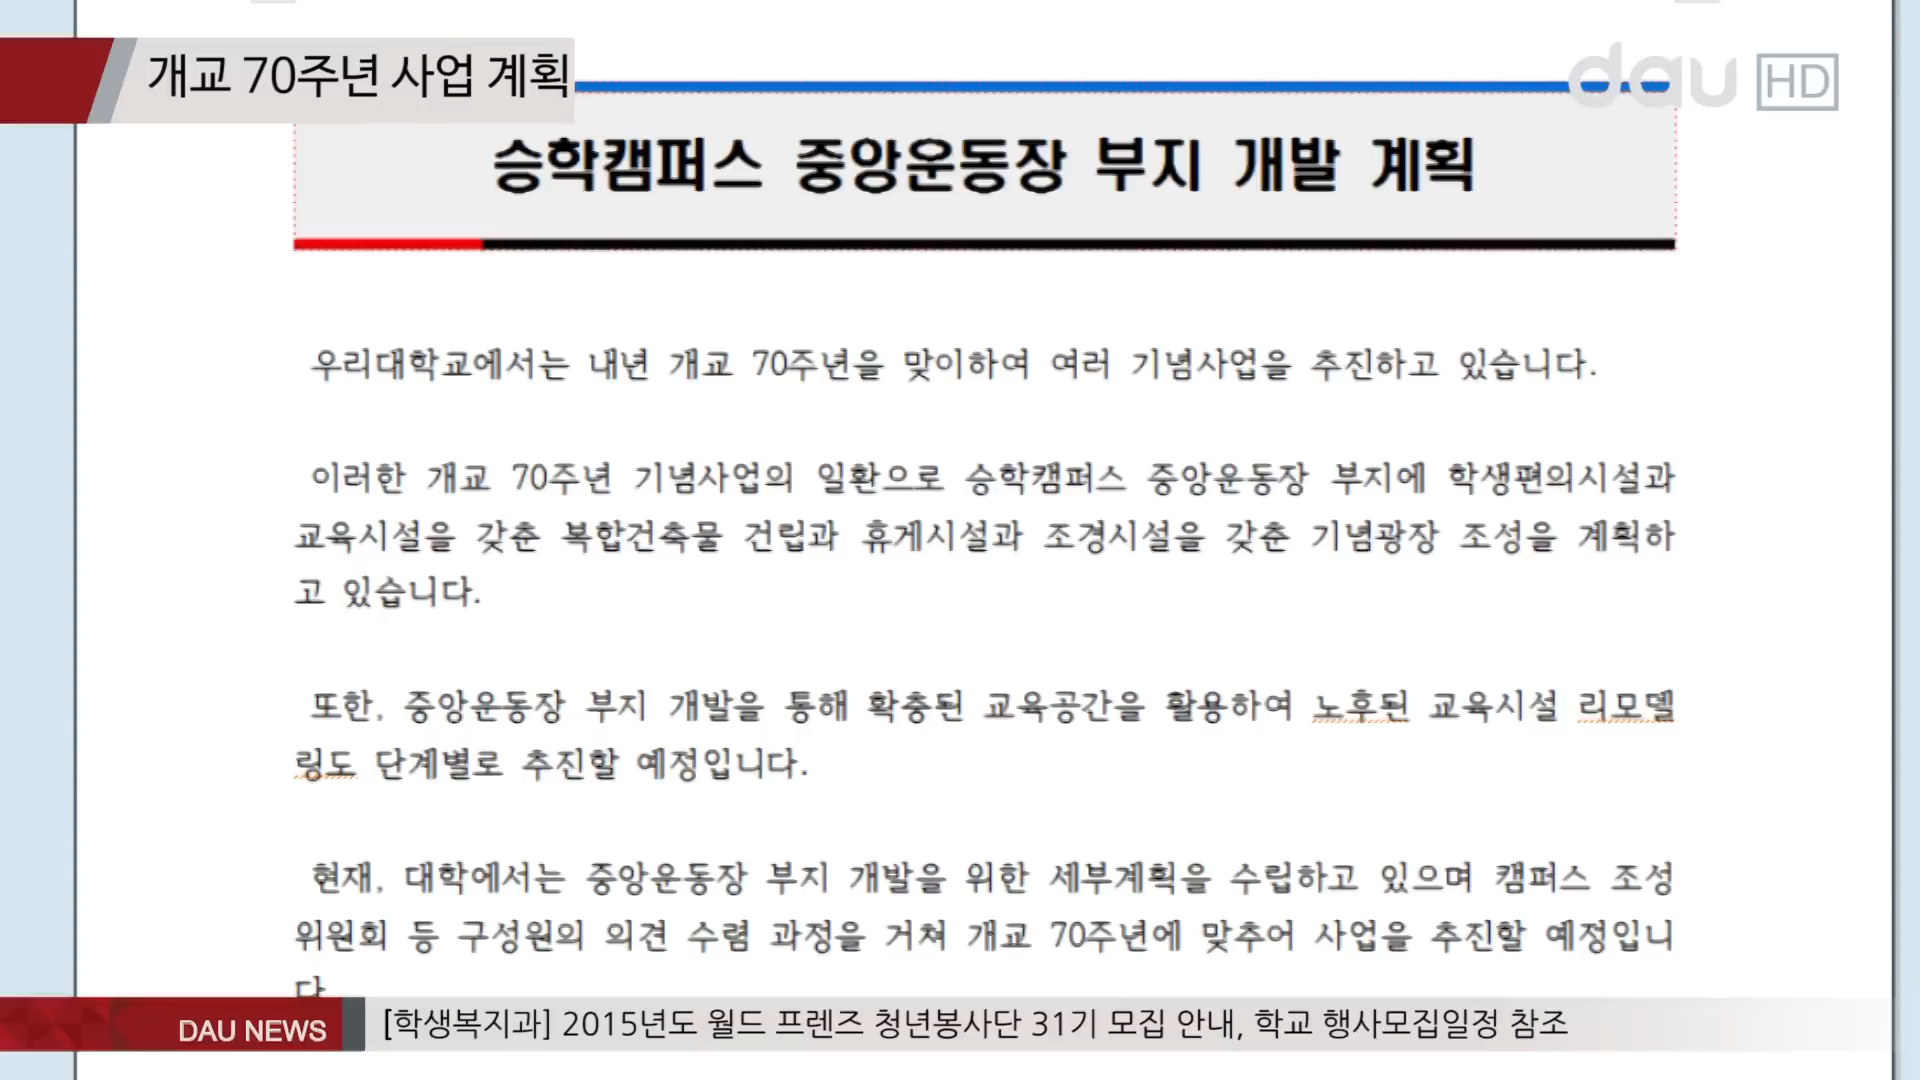 개교 70주년 사업 계획
dau HD
승학캠퍼스 중앙운동장 부지 개발 계획
우리대학교에서는 내년 개교 70주년을 맞이하여 여러 기념사업을 추진하고 있습니다.
이러한 개교 70주년 기념사업의 일환으로 승학캠퍼스 중앙운동장 부지에 학생편의시설과
교육시설을 갖춘 복합건축물 건립과 휴게시설과 조경시설을 갖춘 기념광장 조성을 계획하
고 있습니다.
또한, 중앙운동장 부지 개발을 통해 확충된 교육공간을 활용하여 노후된 교육시설 리모델
링도 단계별로 추진할 예정입니다.
현재, 대학에서는 중앙운동장 부지 개발을 위한 세부계획을 수립하고 있으며 캠퍼스 조성
위원회 등 구성원의 의견 수렴 과정을 거쳐 개교 70주년에 맞추어 사업을 추진할 예정입니
다
DAU NEWS
[학생복지과] 2015년도 월드 프렌즈 청년봉사단 31기 모집 안내, 학교 행사모집일정 참조